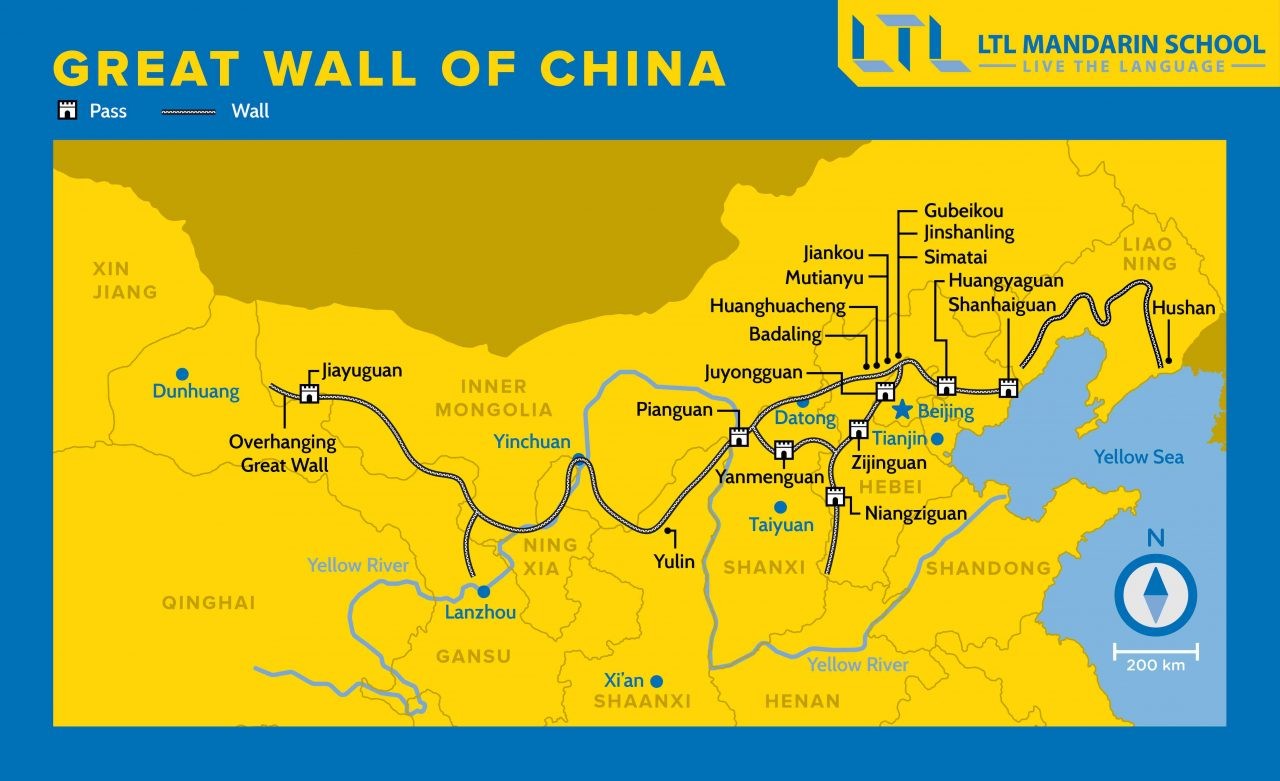 GREAT WALL OF CHINA
LTL
LTL MANDARIN SCHOOL
LIVE THE LANGUAGE
Pass
Wall
Gubeikou
Jinshanling
Simatai
Jiankou
Mutianyu
Huangyaguan
Shanhaiguan
Huanghuacheng
Badaling
Hushan
LIAO
NING
XIN
JIANG
Juyongguan
Jiayuguan
Dunhuang
INNER
MONGOLIA
Pianguan
Datong
Beijing
Overhanging
Great Wall
Yinchuan
Tianjin
Zijinguan
Yellow Sea
Yanmenguan
HEBEI
Niangziguan
Taiyuan
N
NING
XIA
Yulin
Yellow River
SHANXI
SHANDONG
QINGHAI
Lanzhou
GANSU
Yellow River
200 km
Xi'an
SHAANXI
HENAN